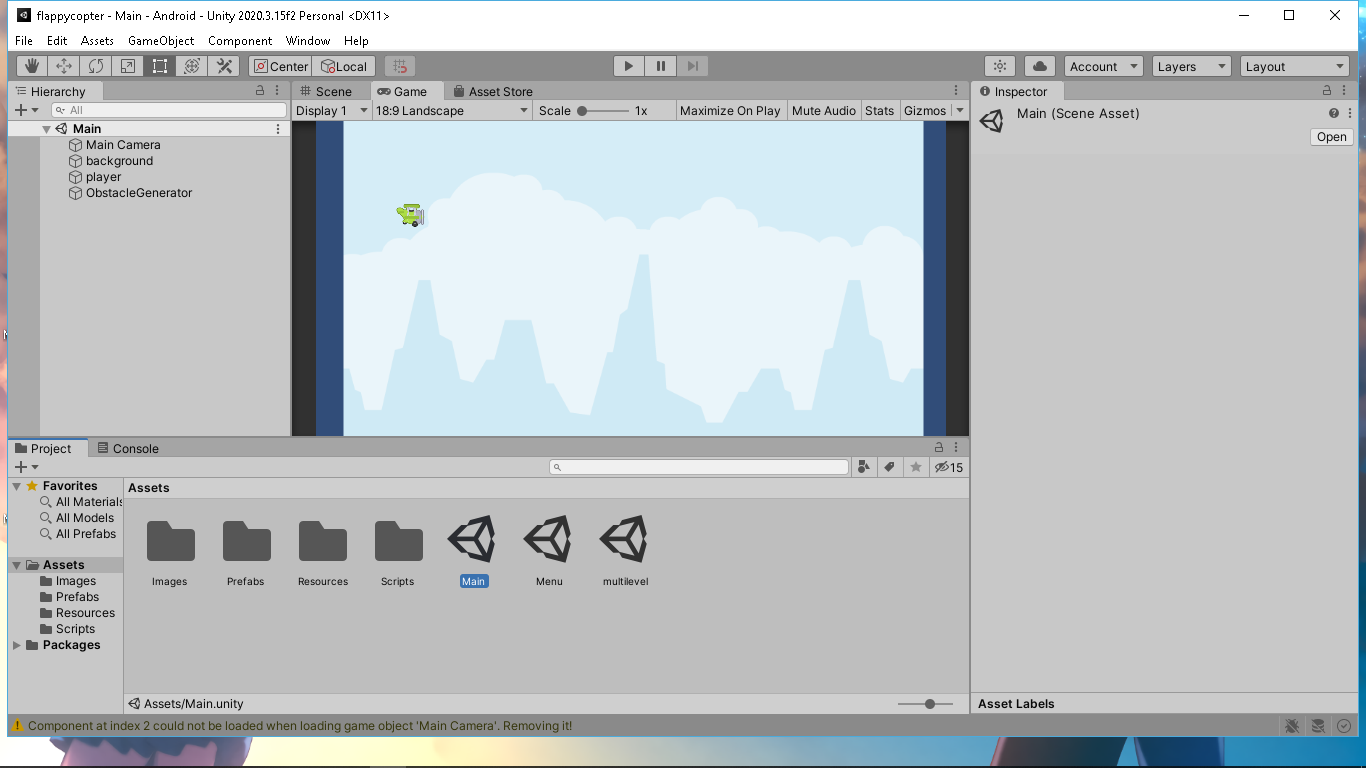 flappycopter - Main - Android - Unity 2020.3.15f2 Personal <DX11>
File Edit Assets GameObject Component Window Help
Center Local Account Layers Layout
Hierarchy
All
Main
Main Camera
background
player
ObstacleGenerator
Scene Game Asset Store
Display 1 18:9 Landscape Scale 1x Maximize On Play Mute Audio Stats Gizmos
Inspector
Main (Scene Asset)
Open
Project Console
15
Favorites
All Materials
All Models
All Prefabs
Assets
Images
Prefabs
Resources
Scripts
Packages
Assets
Images Prefabs Resources Scripts Main Menu multilevel
Assets/Main.unity
Asset Labels
Component at index 2 could not be loaded when loading game object 'Main Camera'. Removing it!